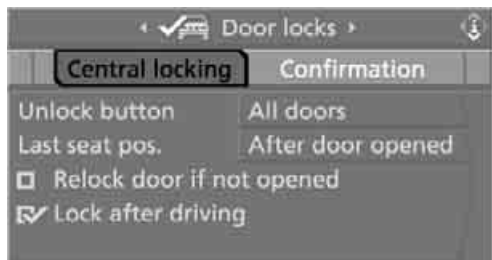 Door locks
Central locking Confirmation
Unlock button All doors
Last seat pos. After door opened
Relock door if not opened
Lock after driving